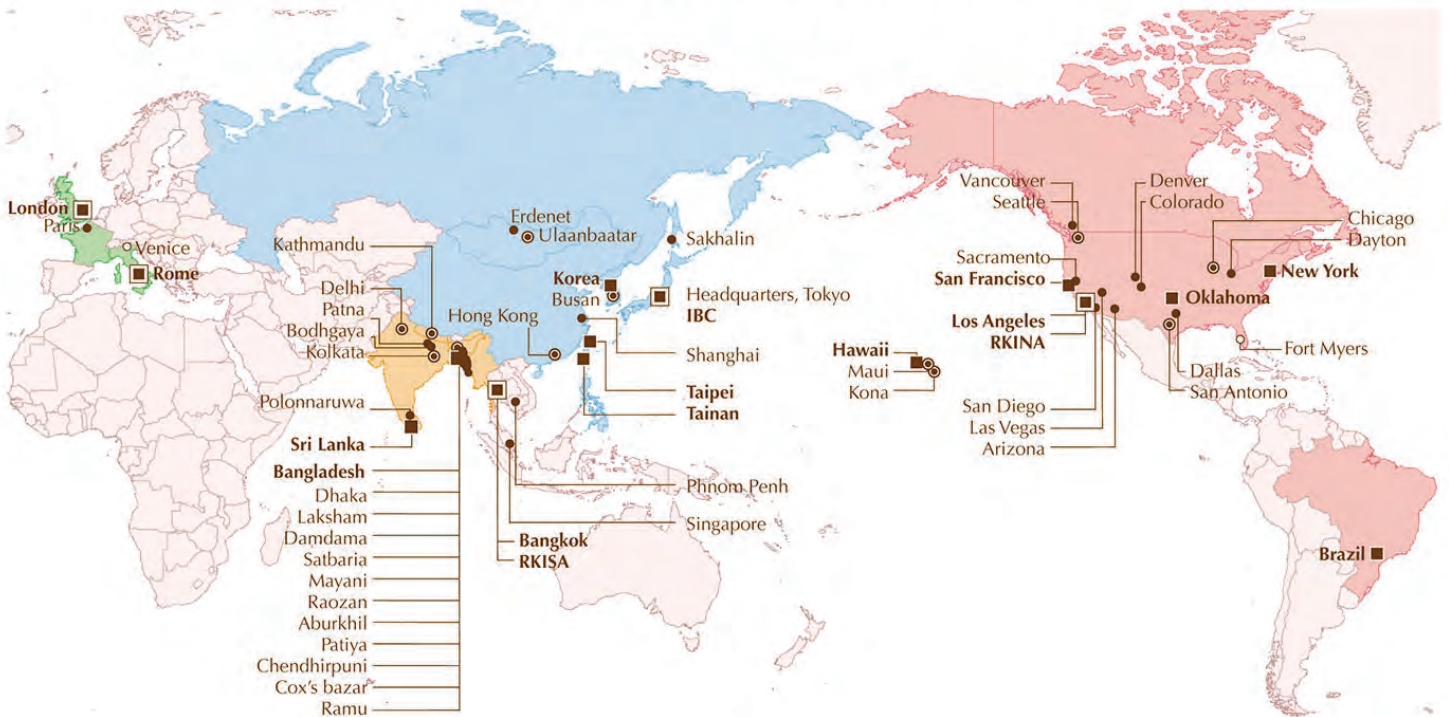 London
Paris
Venice
Rome
Kathmandu
Delhi
Patna
Bodhgaya
Kolkata
Polonnaruwa
Sri Lanka
Bangladesh
Dhaka
Laksham
Damdama
Satbaria
Mayani
Raozan
Aburkhil
Patiya
Chendhirpuni
Cox's bazar
Ramu
Erdenet
Ulaanbaatar
Korea
Busan
Hong Kong
Sakhalin
Headquarters, Tokyo
IBC
Shanghai
Taipei
Tainan
Phnom Penh
Singapore
Bangkok
RKISA
Hawaii
Maui
Kona
Vancouver
Seattle
Sacramento
San Francisco
Los Angeles
RKINA
San Diego
Las Vegas
Arizona
Denver
Colorado
Chicago
Dayton
New York
Oklahoma
Fort Myers
Dallas
San Antonio
Brazil